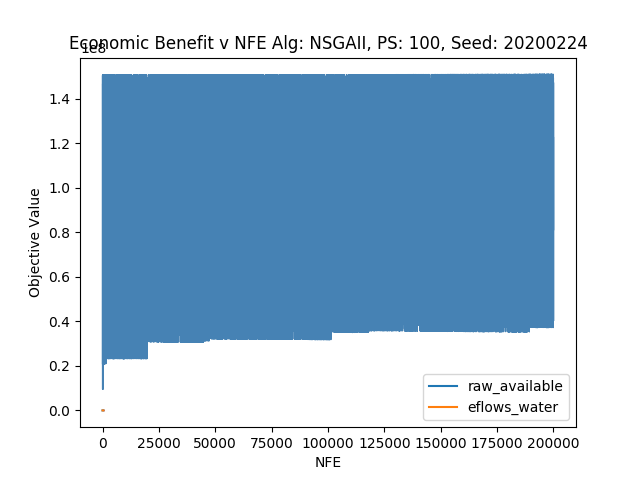 Economic Benefit v NFE Alg: NSGAII, PS: 100, Seed: 20200224
1e8
1.4
1.2
1.0
0.8
0.6
0.4
0.2
0.0
Objective Value
raw_available
eflows_water
0 25000 50000 75000 100000 125000 150000 175000 200000
NFE